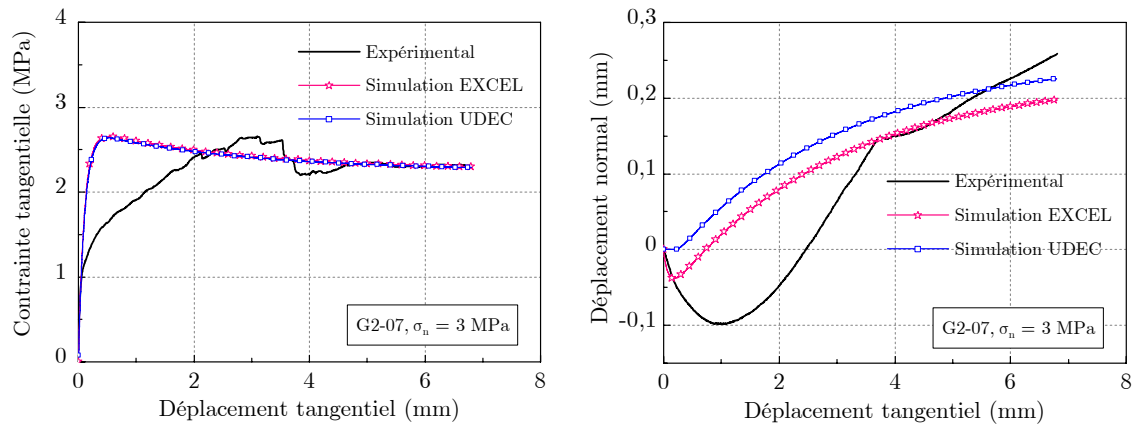 4
3
2
1
0
0
2
4
6
8
Contrainte tangentielle (MPa)
Déplacement tangentiel (mm)
Expérimental
Simulation EXCEL
Simulation UDEC
G2-07, σn = 3 MPa
0,3
0,2
0,1
0
-0,1
0
2
4
6
8
Déplacement normal (mm)
Déplacement tangentiel (mm)
Expérimental
Simulation EXCEL
Simulation UDEC
G2-07, σn = 3 MPa